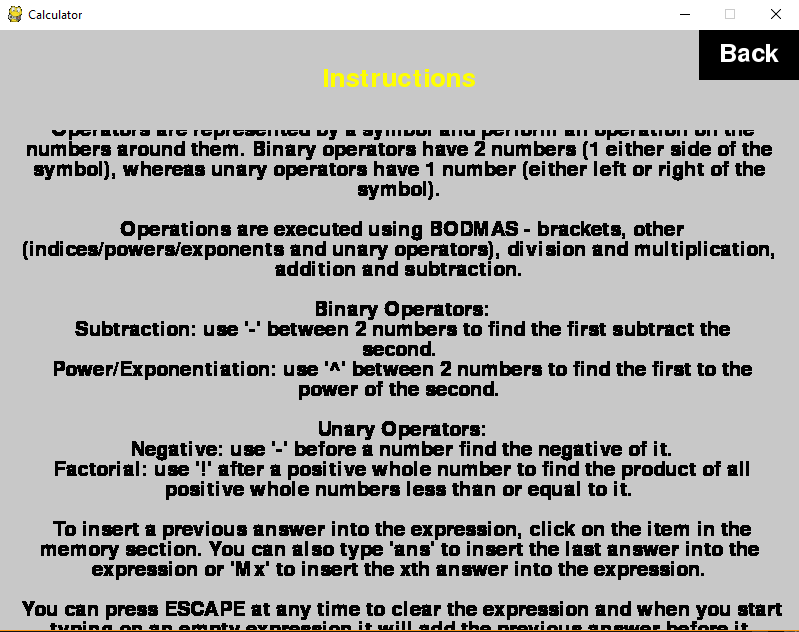 Calculator
Back
Instructions
Operators are represented by a symbol and perform an operation on the
numbers around them. Binary operators have 2 numbers (1 either side of the
symbol), whereas unary operators have 1 number (either left or right of the
symbol).
Operations are executed using BODMAS - brackets, other
(indices/powers/exponents and unary operators), division and multiplication,
addition and subtraction.
Binary Operators:
Subtraction: use '-' between 2 numbers to find the first subtract the
second.
Power/Exponentiation: use '^' between 2 numbers to find the first to the
power of the second.
Unary Operators:
Negative: use '-' before a number find the negative of it.
Factorial: use '!' after a positive whole number to find the product of all
positive whole numbers less than or equal to it.
To insert a previous answer into the expression, click on the item in the
memory section. You can also type 'ans' to insert the last answer into the
expression or 'Mx' to insert the xth answer into the expression.
You can press ESCAPE at any time to clear the expression and when you start
typing on an empty expression it will add the previous answer before it